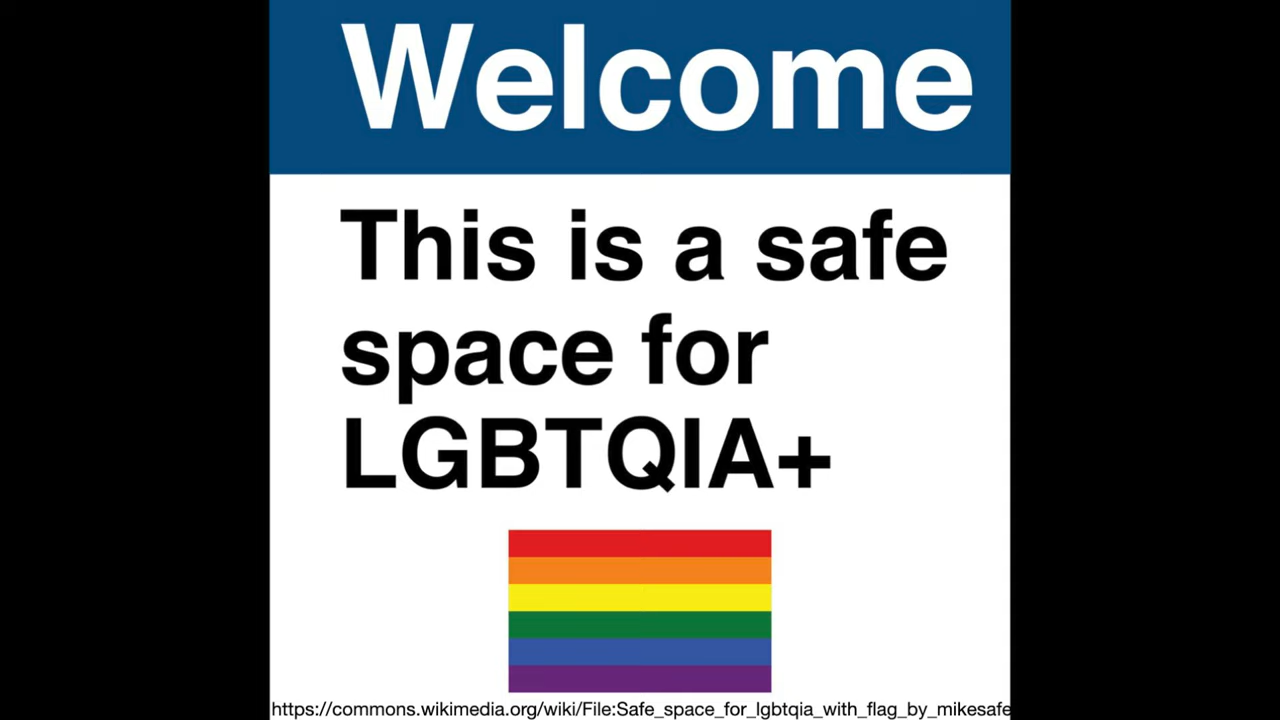 Welcome
This is a safe
space for
LGBTQIA+
https://commons.wikimedia.org/wiki/File:Safe_space_for_lgbtqia_with_flag_by_mikesafe